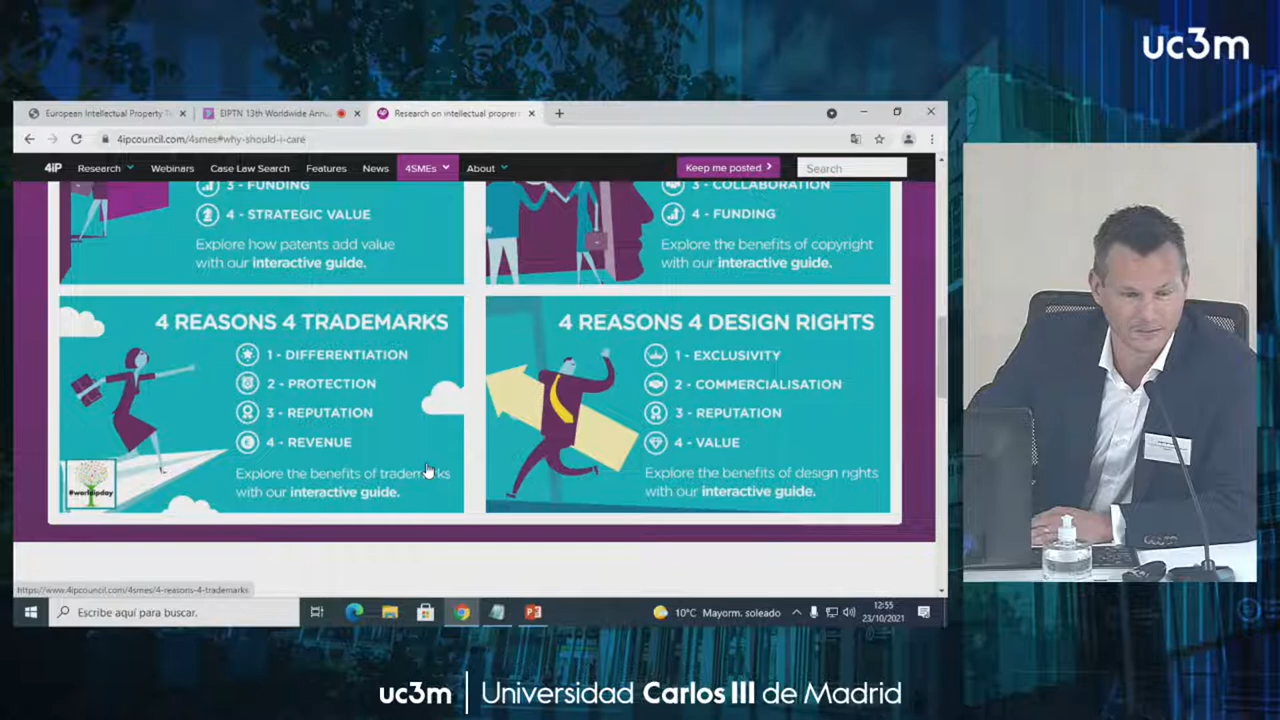 uc3m
European Intellectual Property T
EIPTN 13th Worldwide Ann
Research on intellectual propre
4ipcouncil.com/4smes#why-should-i-care
4iP
Research
Webinars
Case Law Search
Features
News
4SMEs
About
Keep me posted
Search
3 - FUNDING
4 - STRATEGIC VALUE
Explore how patents add value
with our interactive guide.
3 - COLLABORATION
4 - FUNDING
Explore the benefits of copyright
with our interactive guide.
4 REASONS 4 TRADEMARKS
1 - DIFFERENTIATION
2 - PROTECTION
3 - REPUTATION
4 - REVENUE
Explore the benefits of trademarks
with our interactive guide.
#worldipday
4 REASONS 4 DESIGN RIGHTS
1 - EXCLUSIVITY
2 - COMMERCIALISATION
3 - REPUTATION
4 - VALUE
Explore the benefits of design rights
with our interactive guide.
https://www.4ipcouncil.com/4smes/4-reasons-4-trademarks
Escribe aquí para buscar.
10°C Mayorm. soleado
12:55
23/10/2021
uc3m Universidad Carlos III de Madrid